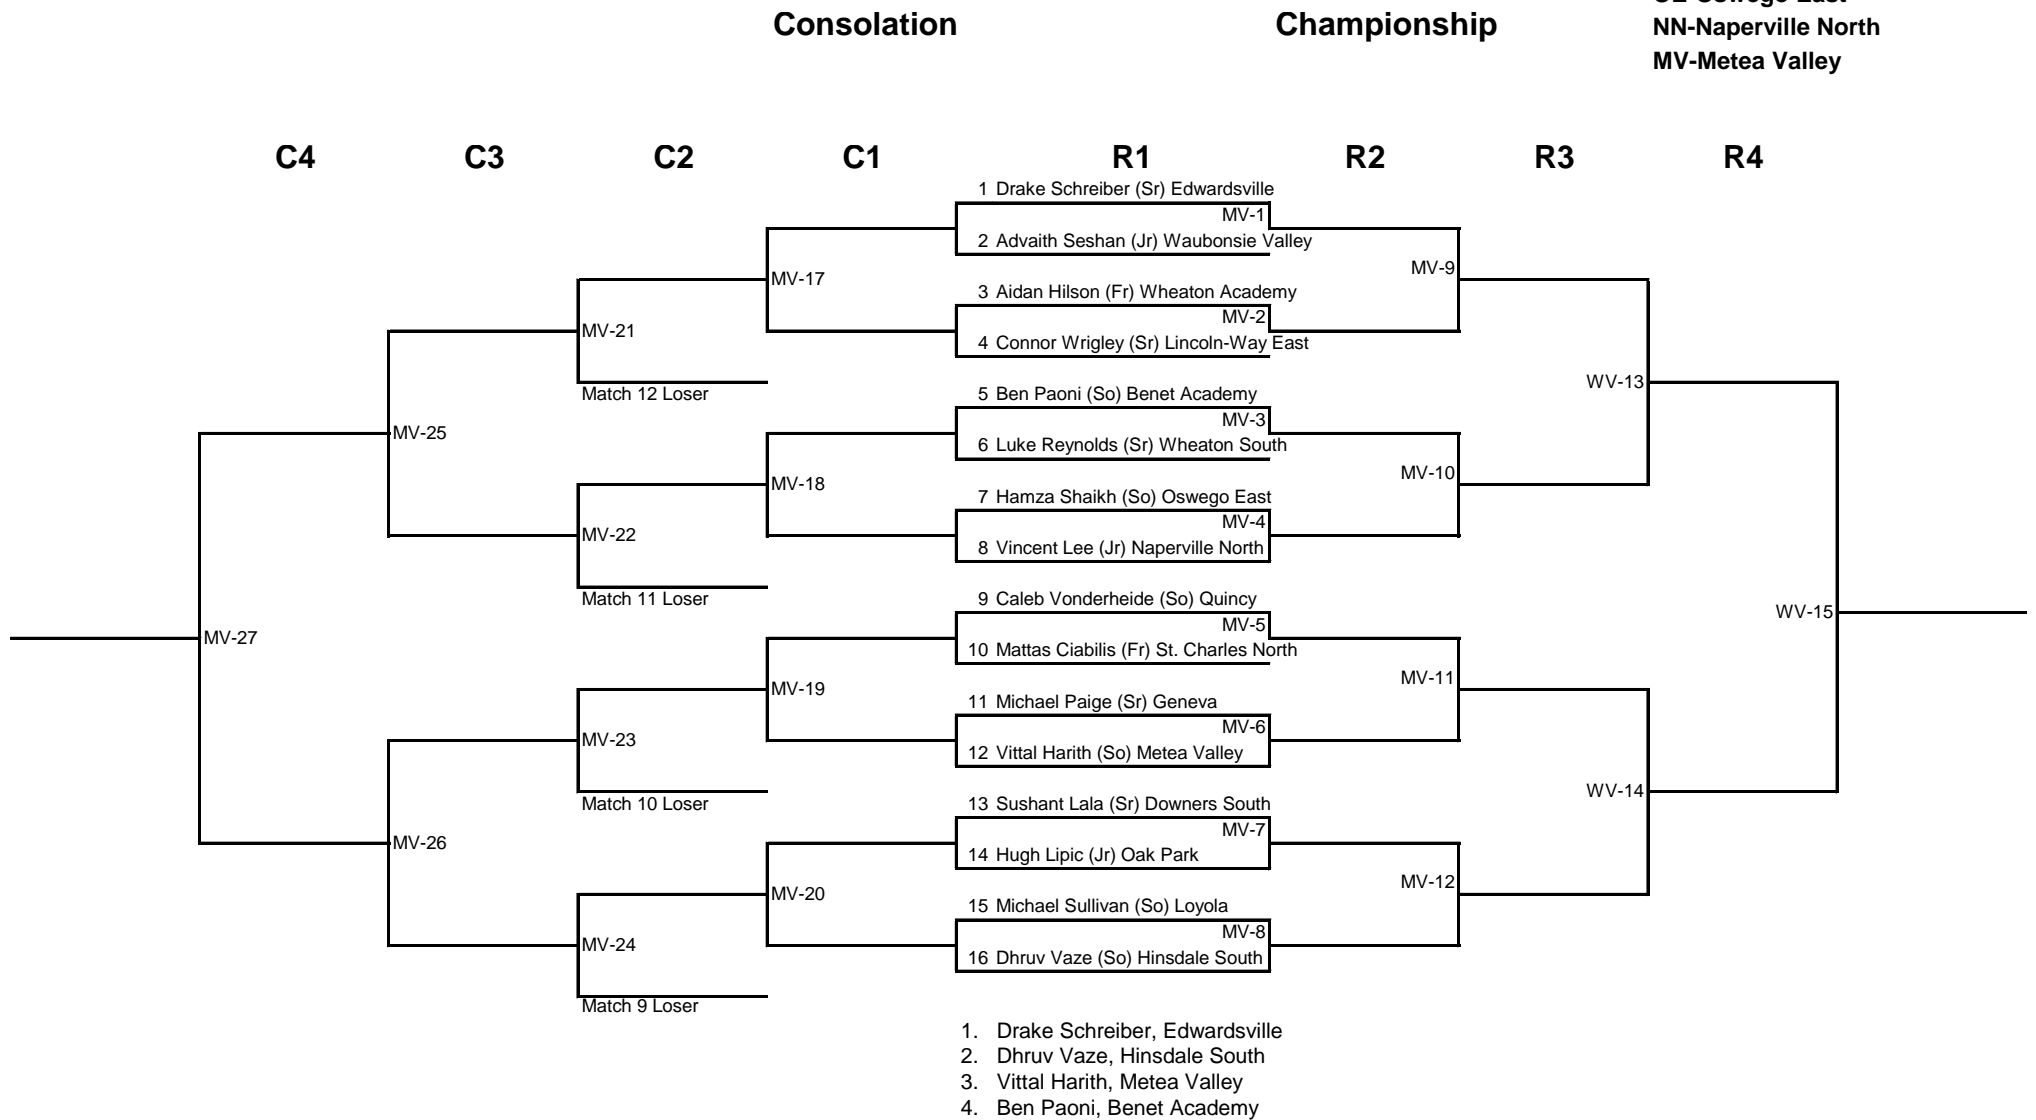 Consolation
Championship
NN-Naperville North
MV-Metea Valley
C4 C3 C2 C1 R1 R2 R3 R4
1 Drake Schreiber (Sr) Edwardsville
MV-1
2 Advaith Seshan (Jr) Waubonsie Valley
MV-9
MV-17
3 Aidan Hilson (Fr) Wheaton Academy
MV-2
MV-21
4 Connor Wrigley (Sr) Lincoln-Way East
WV-13
Match 12 Loser
5 Ben Paoni (So) Benet Academy
MV-3
MV-25
6 Luke Reynolds (Sr) Wheaton South
MV-10
MV-18
7 Hamza Shaikh (So) Oswego East
MV-4
MV-22
8 Vincent Lee (Jr) Naperville North
Match 11 Loser
9 Caleb Vonderheide (So) Quincy
WV-15
MV-5
MV-27
10 Mattas Ciabilis (Fr) St. Charles North
MV-11
MV-19
11 Michael Paige (Sr) Geneva
MV-6
MV-23
12 Vittal Harith (So) Metea Valley
WV-14
Match 10 Loser
13 Sushant Lala (Sr) Downers South
MV-7
MV-26
14 Hugh Lipic (Jr) Oak Park
MV-12
MV-20
15 Michael Sullivan (So) Loyola
MV-8
MV-24
16 Dhruv Vaze (So) Hinsdale South
Match 9 Loser
1. Drake Schreiber, Edwardsville
2. Dhruv Vaze, Hinsdale South
3. Vittal Harith, Metea Valley
4. Ben Paoni, Benet Academy